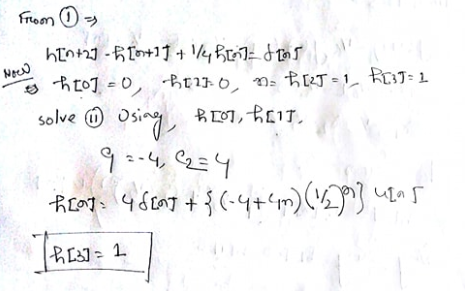 From ① ⇒
h[n+2] - h[n+1] + 1/4 h[n] = δ[n]
Now ⇒ h[0] = 0, h[1] = 0, h[2] = 1, h[3] = 1
solve ⑪ Using, h[0], h[1],
C₁ = -4, C₂ = 4
h[n] = 4δ[n] + {(-4+4n)(1/2)ⁿ} u[n]
h[3] = 1